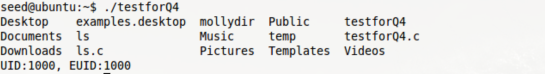 seed@ubuntu:~$ ./testforQ4
Desktop examples.desktop mollydir Public testforQ4
Documents ls Music temp testforQ4.c
Downloads ls.c Pictures Templates Videos
UID:1000, EUID:1000